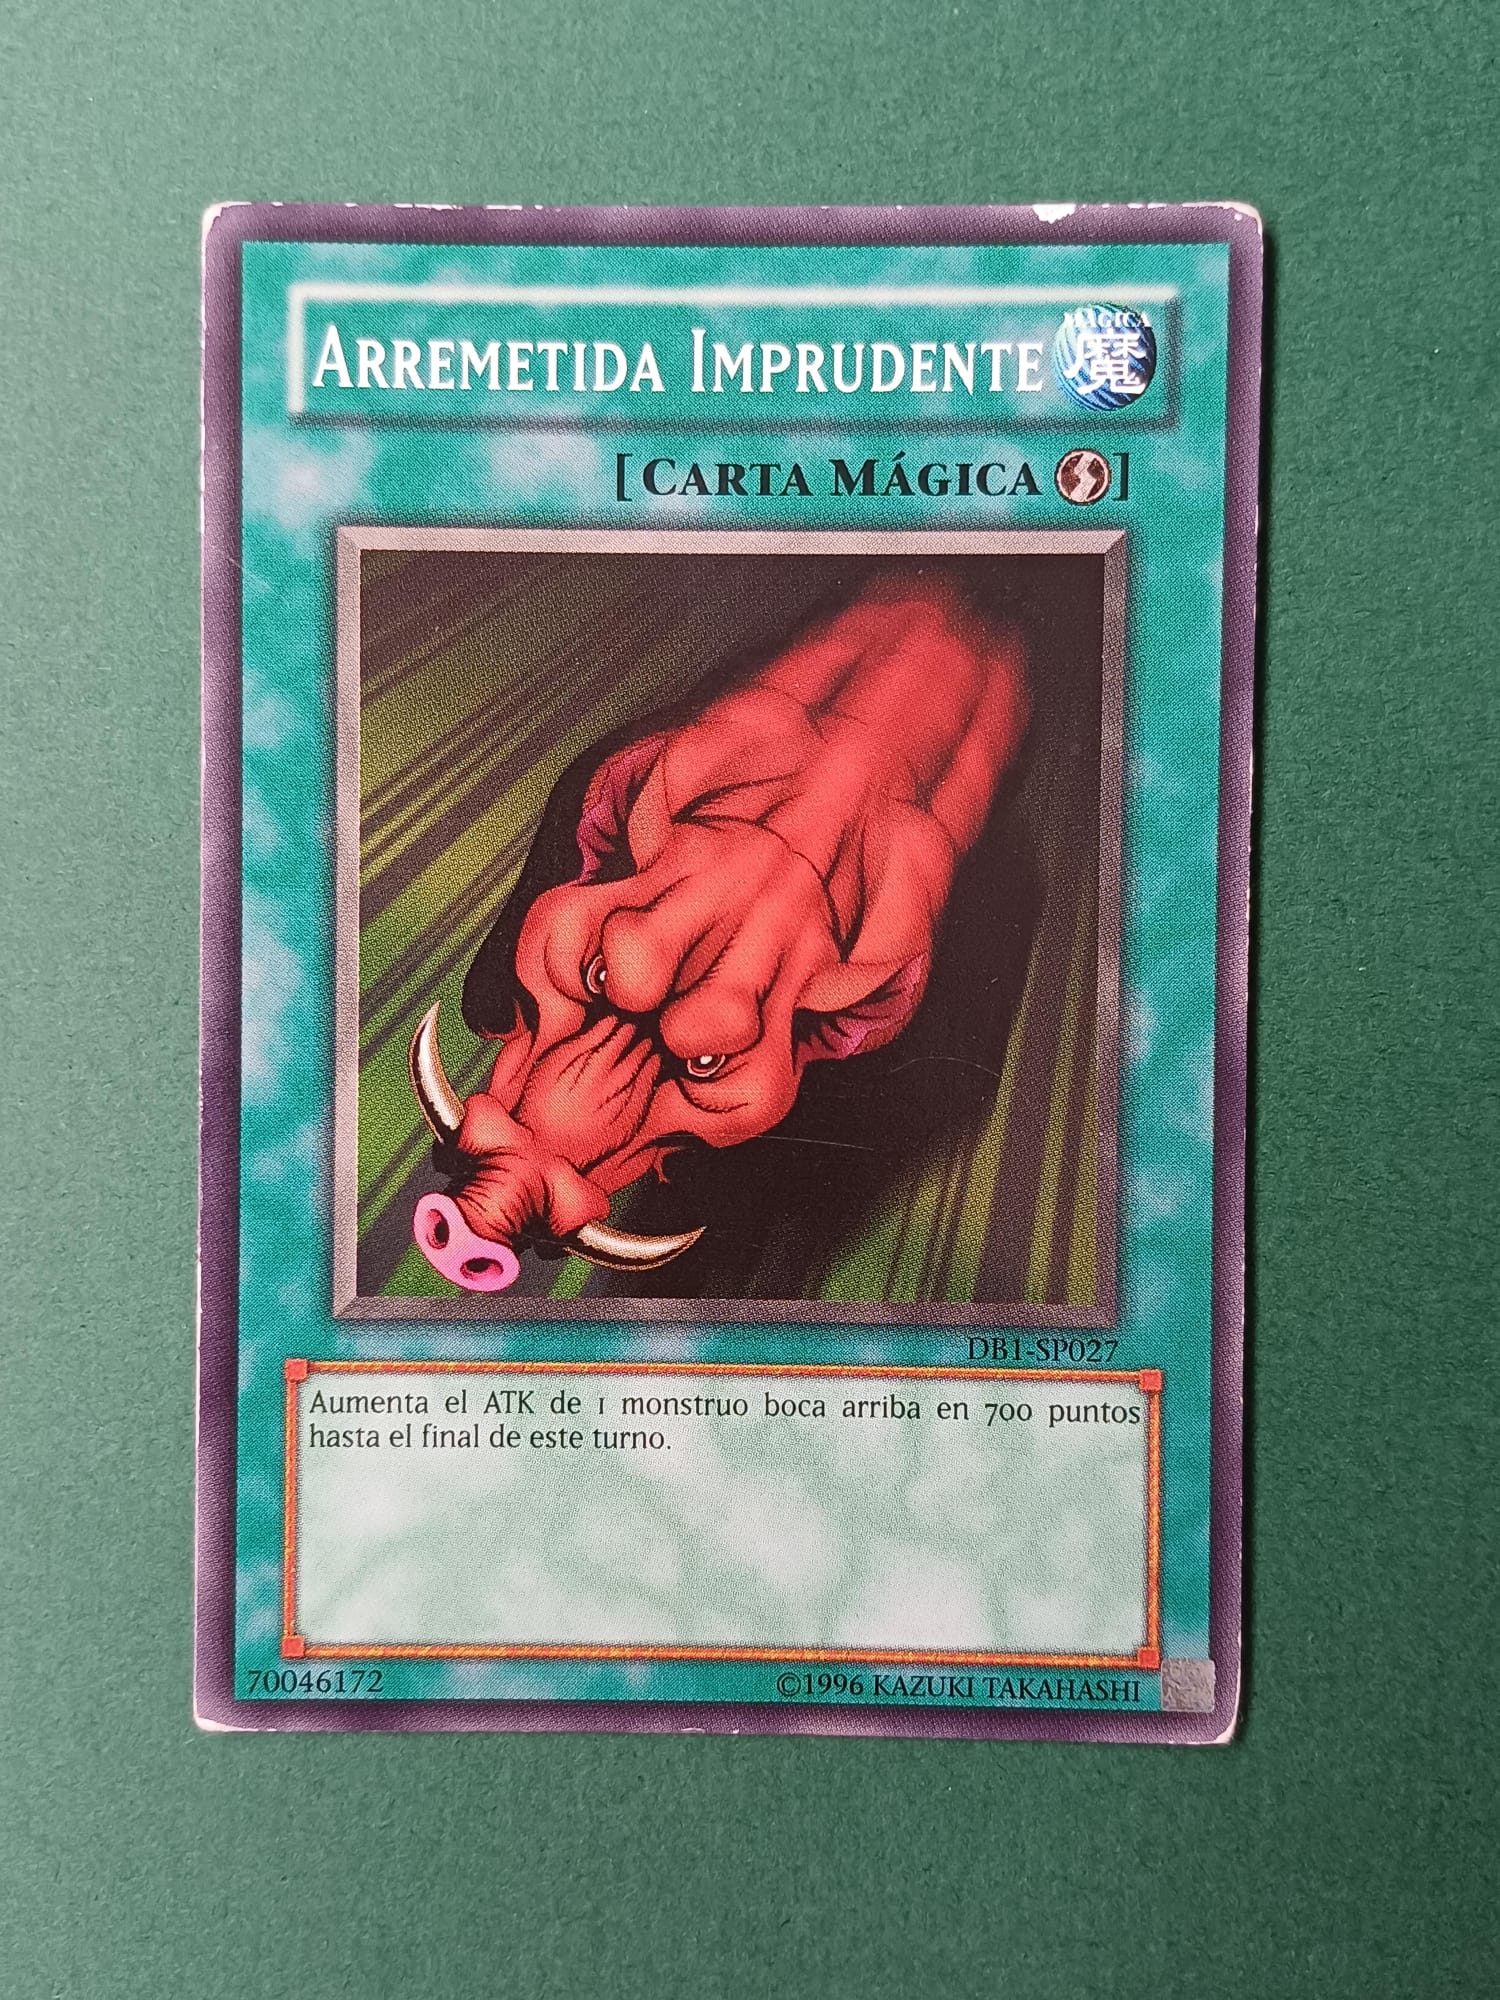 ARREMETIDA IMPRUDENTE
MÁGICA
魔
[CARTA MÁGICA ]
DB1-SP027
Aumenta el ATK de 1 monstruo boca arriba en 700 puntos
hasta el final de este turno.
70046172
©1996 KAZUKI TAKAHASHI